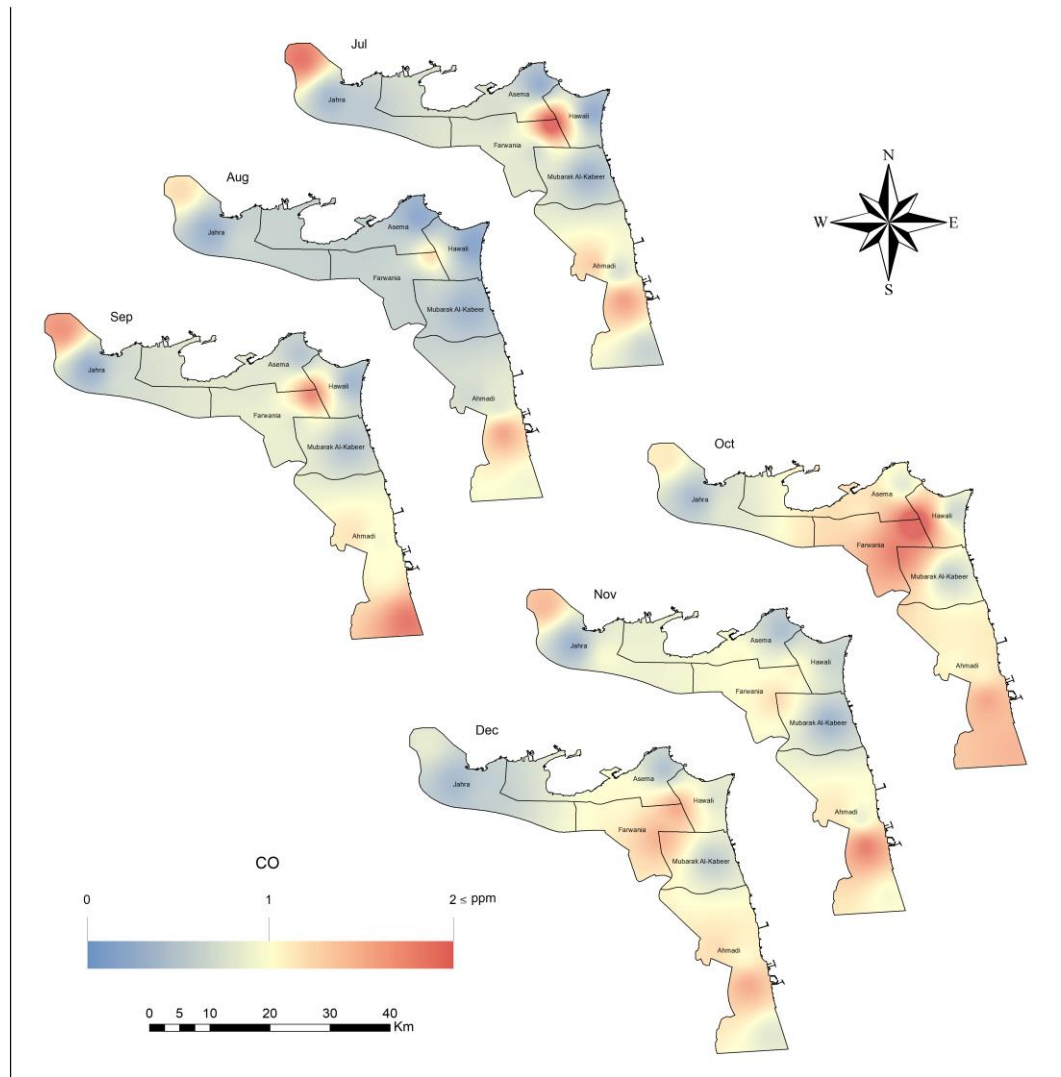 Jul
Jahra
Asema
Hawali
Farwania
Mubarak Al-Kabeer
Ahmadi
N
W
E
S
Aug
Jahra
Asema
Hawali
Farwania
Mubarak Al-Kabeer
Ahmadi
Sep
Jahra
Asema
Hawali
Farwania
Mubarak Al-Kabeer
Ahmadi
Oct
Jahra
Asema
Hawali
Farwania
Mubarak Al-Kabeer
Ahmadi
Nov
Jahra
Asema
Hawali
Farwania
Mubarak Al-Kabeer
Ahmadi
Dec
Jahra
Asema
Hawali
Farwania
Mubarak Al-Kabeer
Ahmadi
CO
0 1 2 ≤ ppm
0 5 10 20 30 40
Km